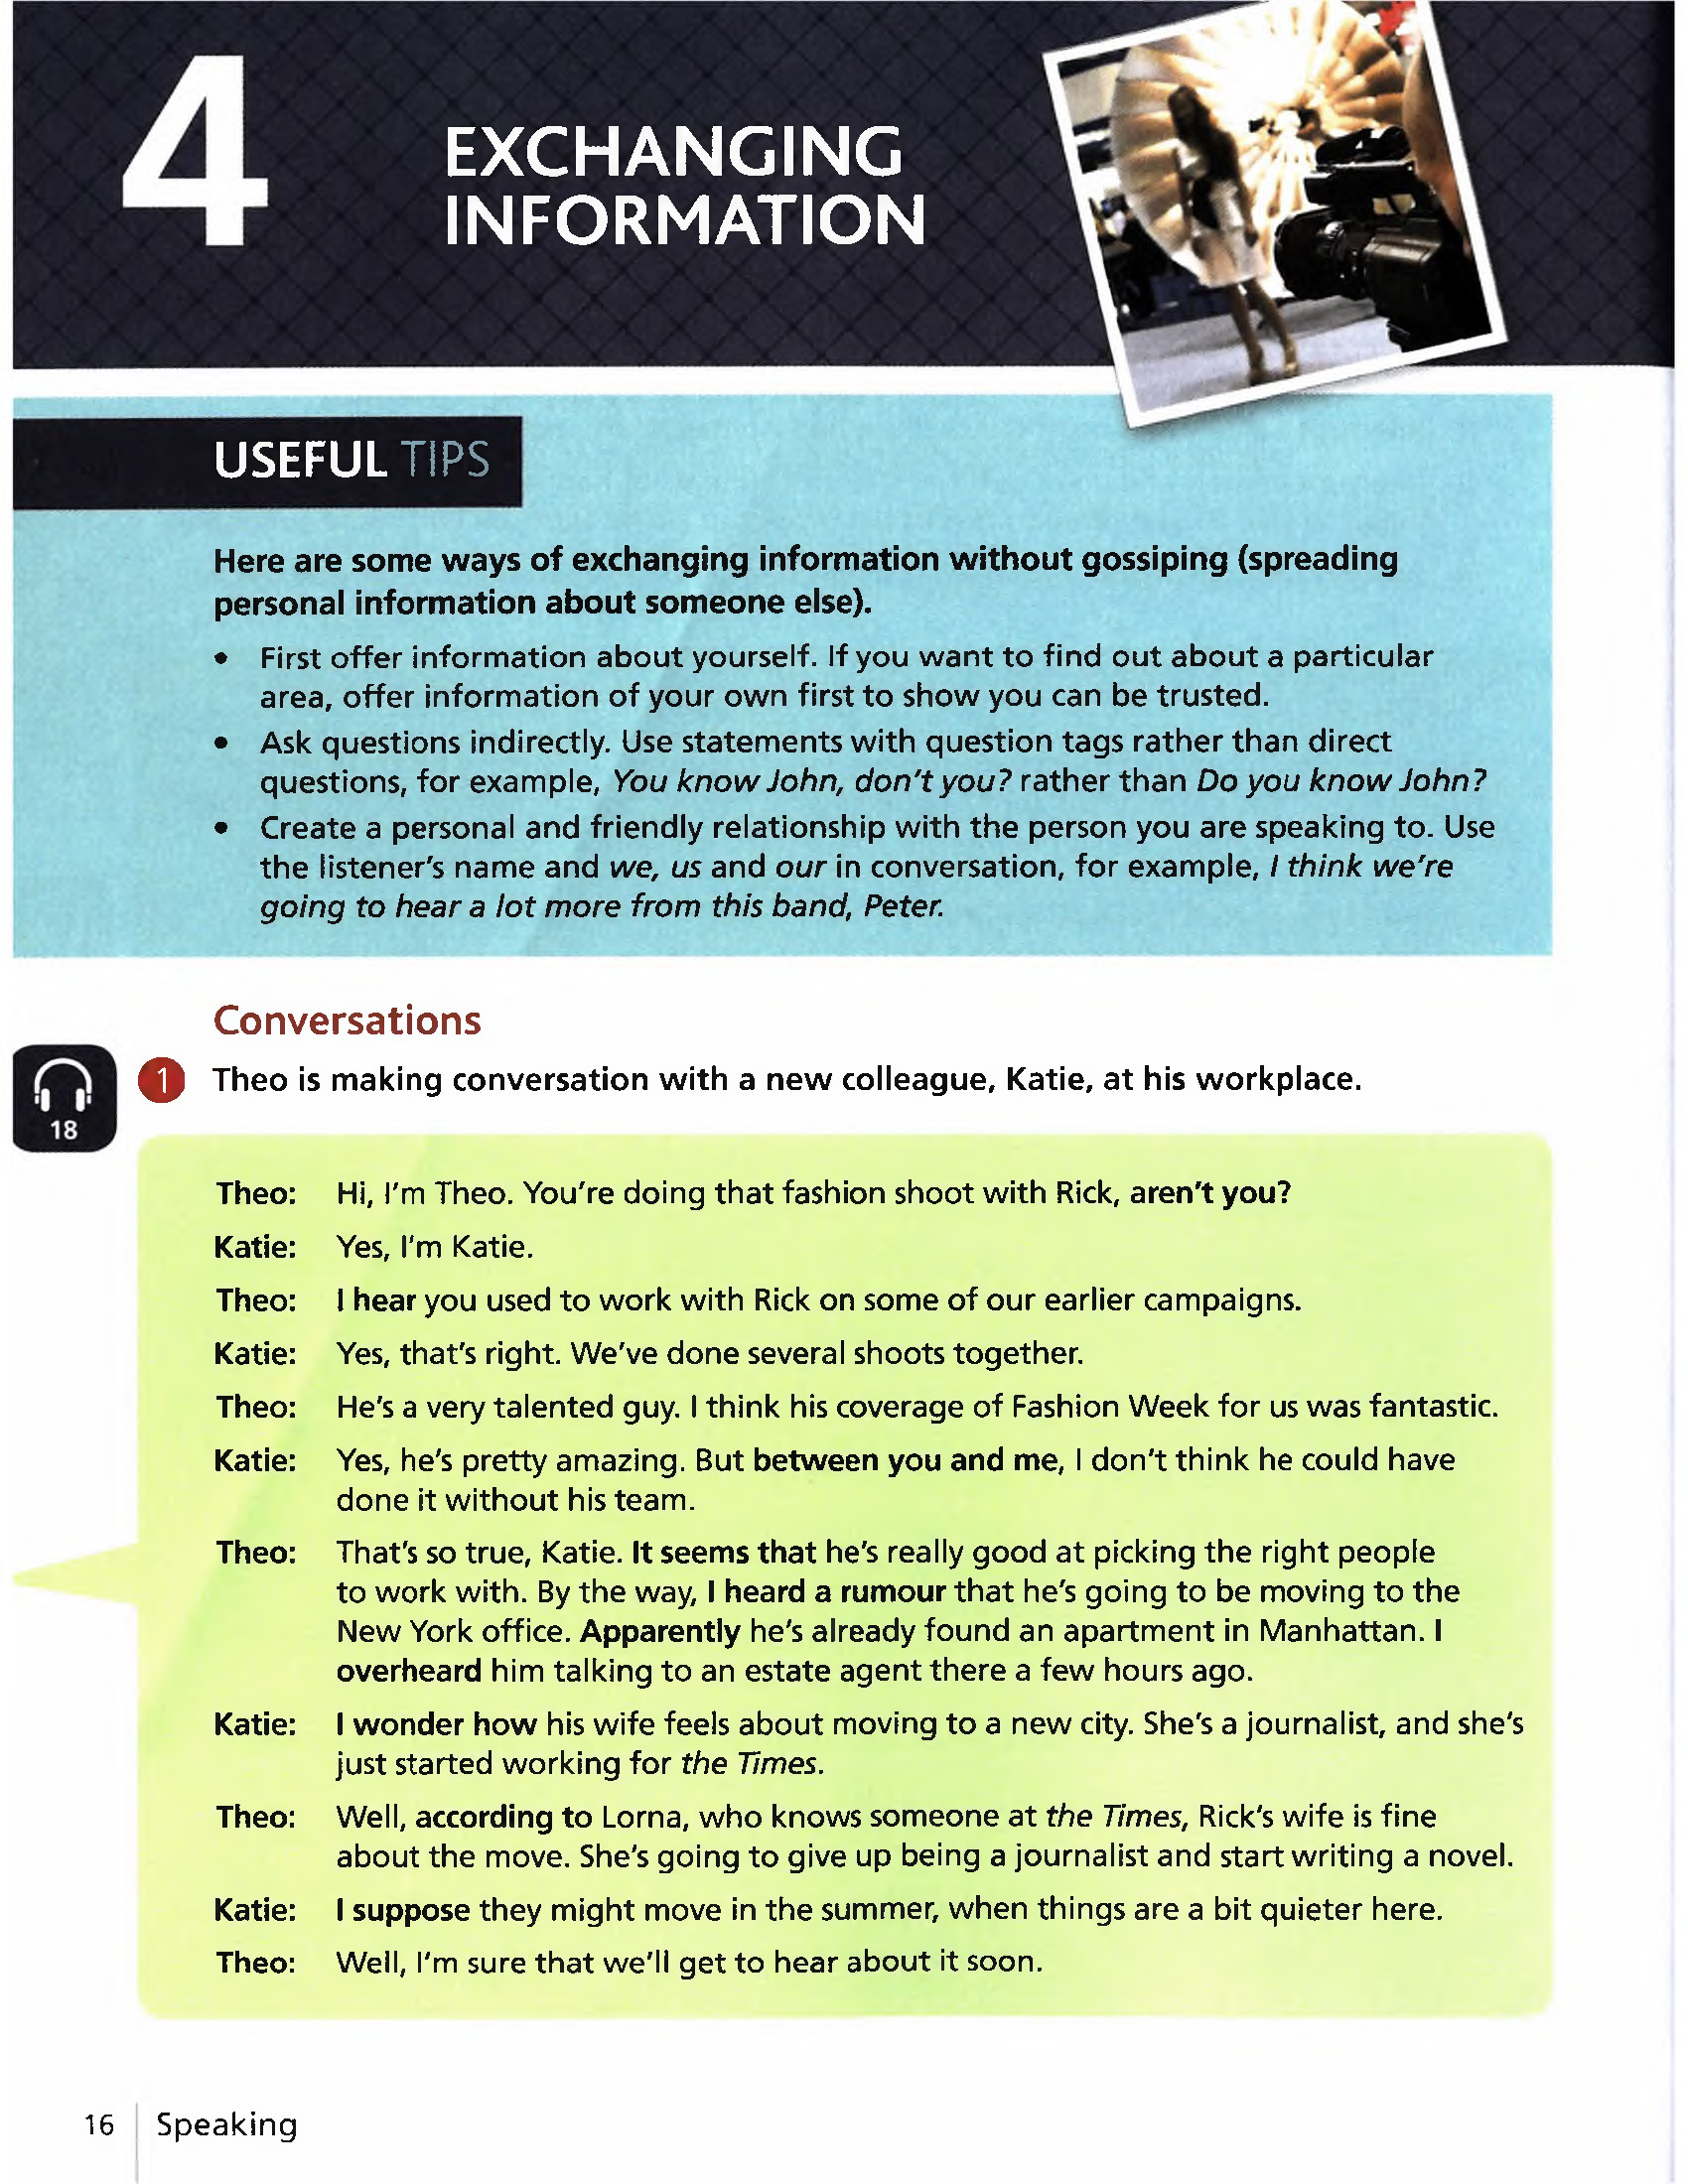 4
EXCHANGING
INFORMATION
USEFUL TIPS
Here are some ways of exchanging information without gossiping (spreading
personal information about someone else).
• First offer information about yourself. If you want to find out about a particular
area, offer information of your own first to show you can be trusted.
• Ask questions indirectly. Use statements with question tags rather than direct
questions, for example, You know John, don't you? rather than Do you know John?
• Create a personal and friendly relationship with the person you are speaking to. Use
the listener's name and we, us and our in conversation, for example, I think we're
going to hear a lot more from this band, Peter.
Conversations
18
1 Theo is making conversation with a new colleague, Katie, at his workplace.
Theo: Hi, I'm Theo. You're doing that fashion shoot with Rick, aren't you?
Katie: Yes, I'm Katie.
Theo: I hear you used to work with Rick on some of our earlier campaigns.
Katie: Yes, that's right. We've done several shoots together.
Theo: He's a very talented guy. I think his coverage of Fashion Week for us was fantastic.
Katie: Yes, he's pretty amazing. But between you and me, I don't think he could have
done it without his team.
Theo: That's so true, Katie. It seems that he's really good at picking the right people
to work with. By the way, I heard a rumour that he's going to be moving to the
New York office. Apparently he's already found an apartment in Manhattan. I
overheard him talking to an estate agent there a few hours ago.
Katie: I wonder how his wife feels about moving to a new city. She's a journalist, and she's
just started working for the Times.
Theo: Well, according to Lorna, who knows someone at the Times, Rick's wife is fine
about the move. She's going to give up being a journalist and start writing a novel.
Katie: I suppose they might move in the summer, when things are a bit quieter here.
Theo: Well, I'm sure that we'll get to hear about it soon.
16 Speaking